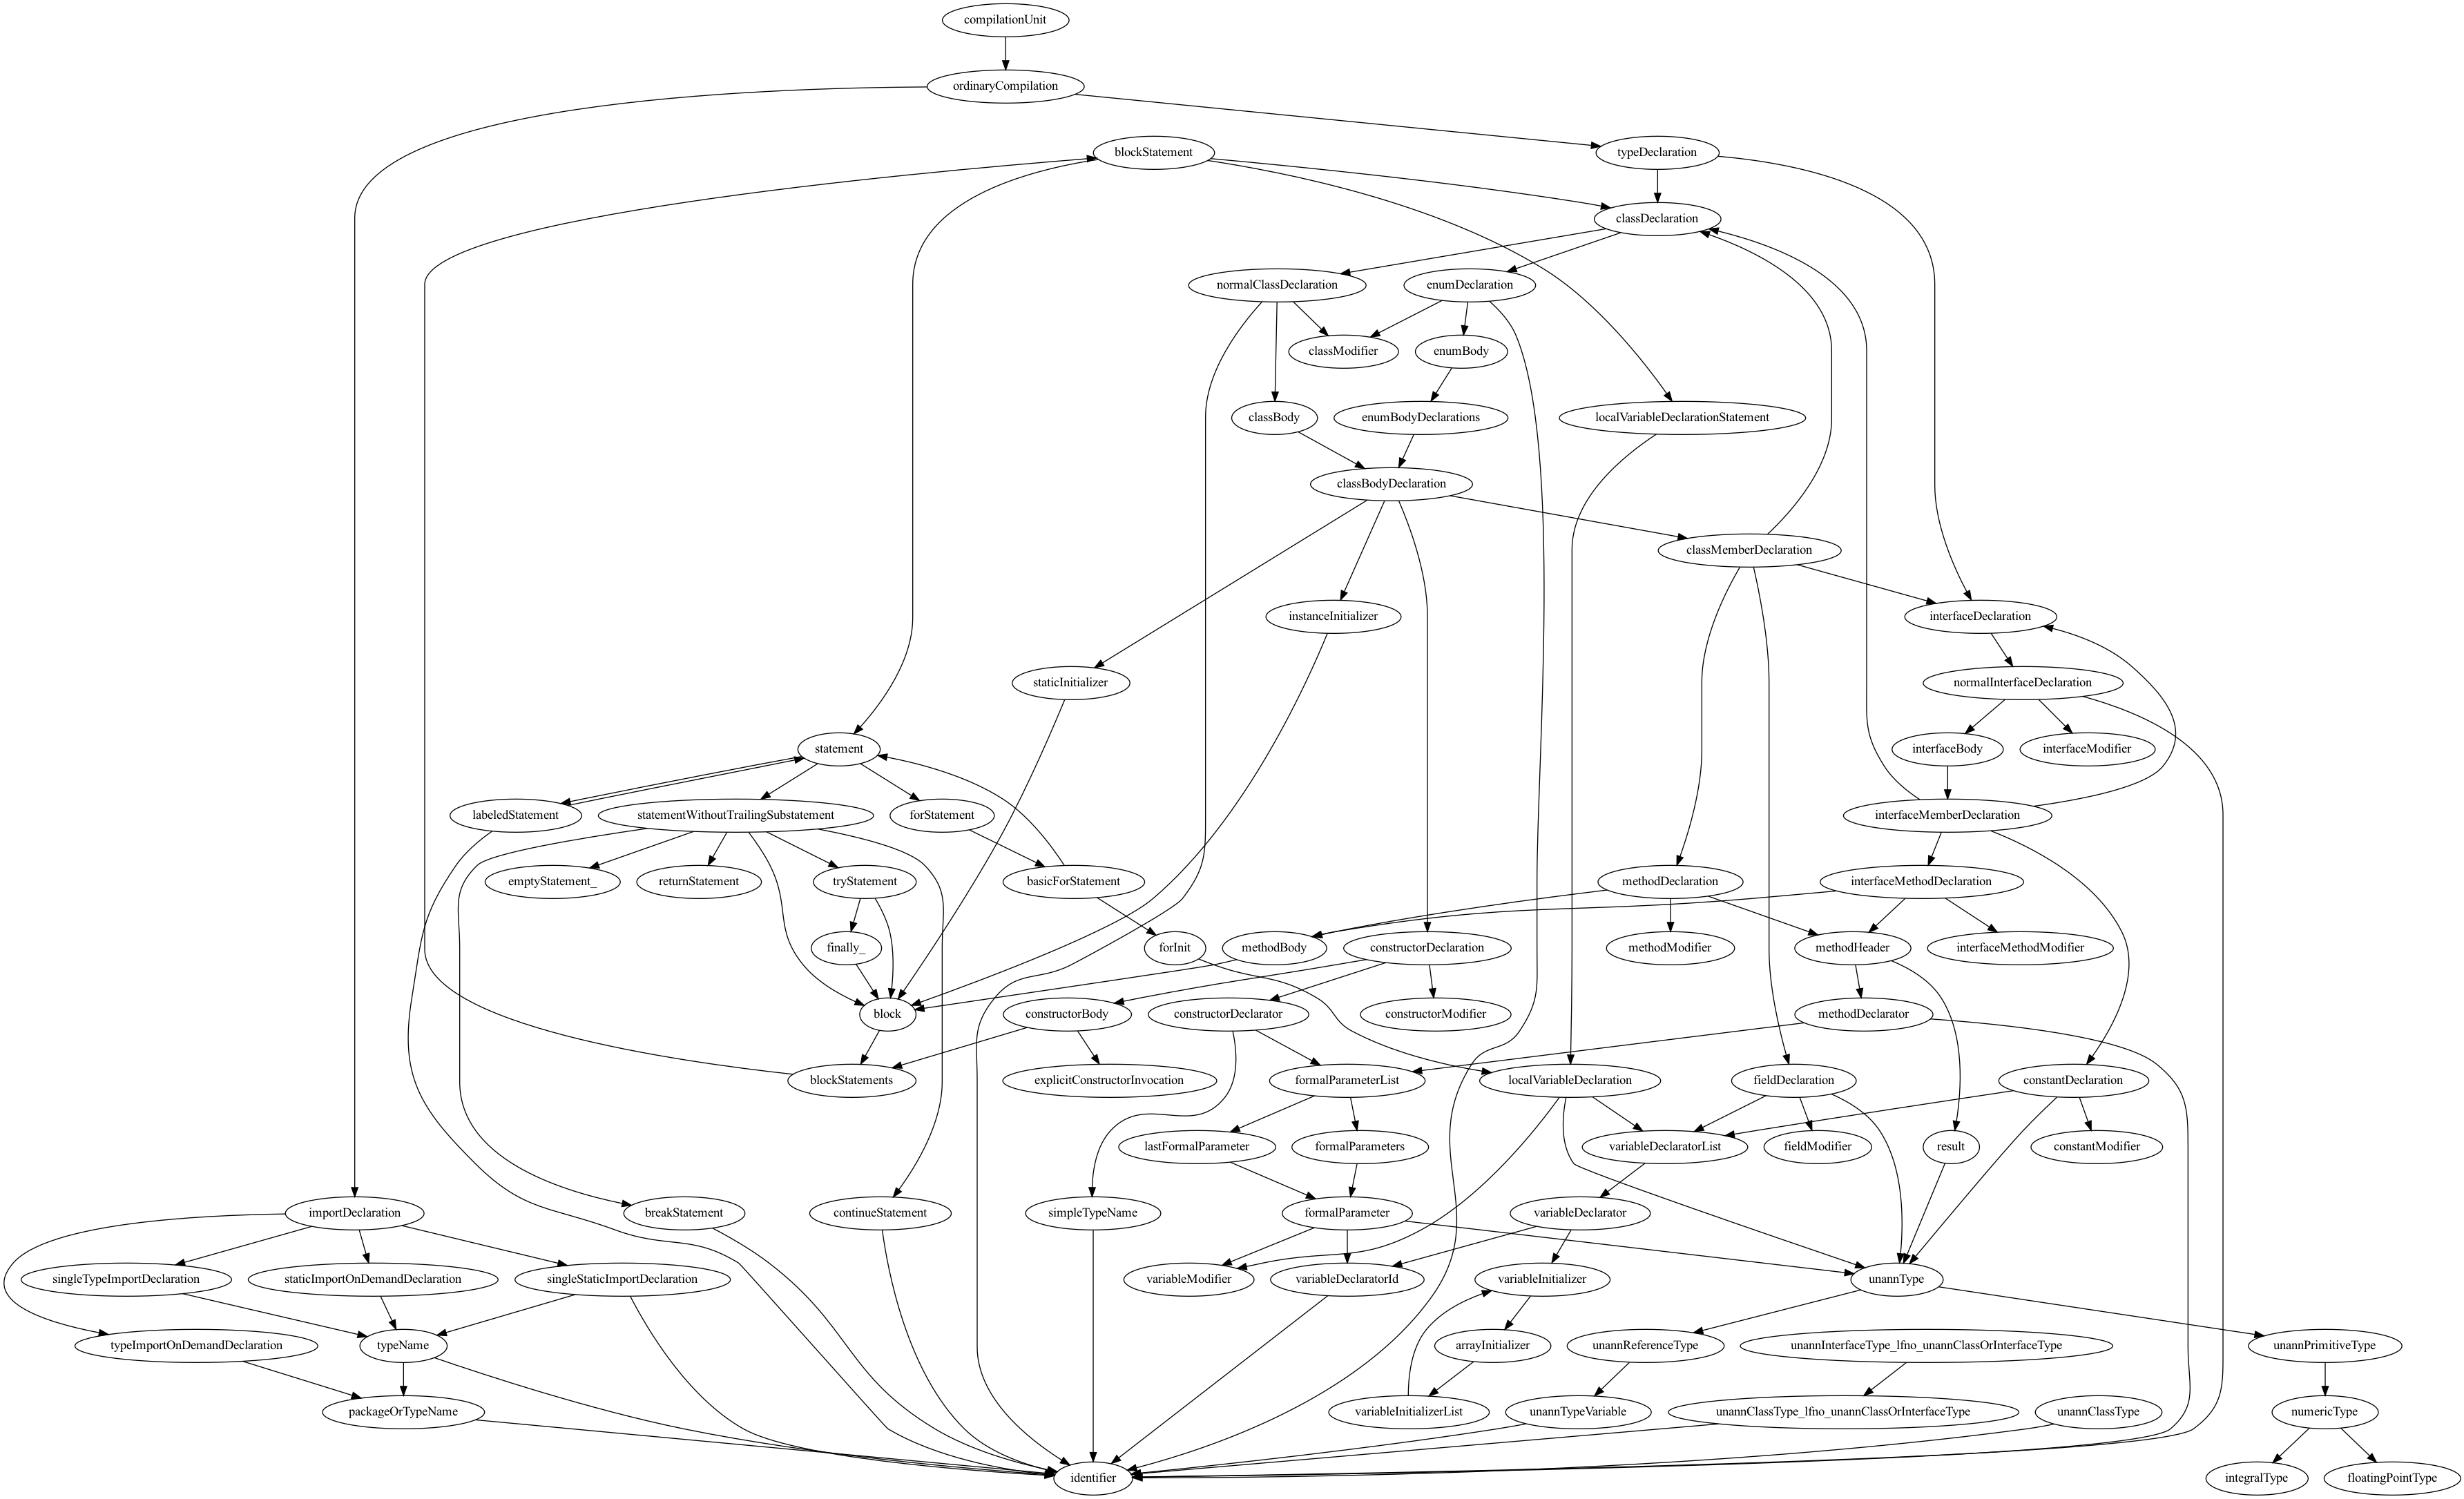 compilationUnit
ordinaryCompilation
blockStatement
typeDeclaration
classDeclaration
normalClassDeclaration
enumDeclaration
classModifier
enumBody
classBody
enumBodyDeclarations
localVariableDeclarationStatement
classBodyDeclaration
classMemberDeclaration
instanceInitializer
interfaceDeclaration
staticInitializer
normalInterfaceDeclaration
statement
interfaceBody
interfaceModifier
labeledStatement
statementWithoutTrailingSubstatement
forStatement
interfaceMemberDeclaration
emptyStatement_
returnStatement
tryStatement
basicForStatement
methodDeclaration
interfaceMethodDeclaration
finally_
forInit
methodBody
constructorDeclaration
methodModifier
methodHeader
interfaceMethodModifier
block
constructorBody
constructorDeclarator
constructorModifier
methodDeclarator
blockStatements
explicitConstructorInvocation
formalParameterList
localVariableDeclaration
fieldDeclaration
constantDeclaration
lastFormalParameter
formalParameters
variableDeclaratorList
fieldModifier
result
constantModifier
importDeclaration
breakStatement
continueStatement
simpleTypeName
formalParameter
variableDeclarator
singleTypeImportDeclaration
staticImportOnDemandDeclaration
singleStaticImportDeclaration
variableModifier
variableDeclaratorId
variableInitializer
unannType
typeImportOnDemandDeclaration
typeName
arrayInitializer
unannReferenceType
unannInterfaceType_lfno_unannClassOrInterfaceType
unannPrimitiveType
packageOrTypeName
variableInitializerList
unannTypeVariable
unannClassType_lfno_unannClassOrInterfaceType
unannClassType
numericType
identifier
integralType
floatingPointType